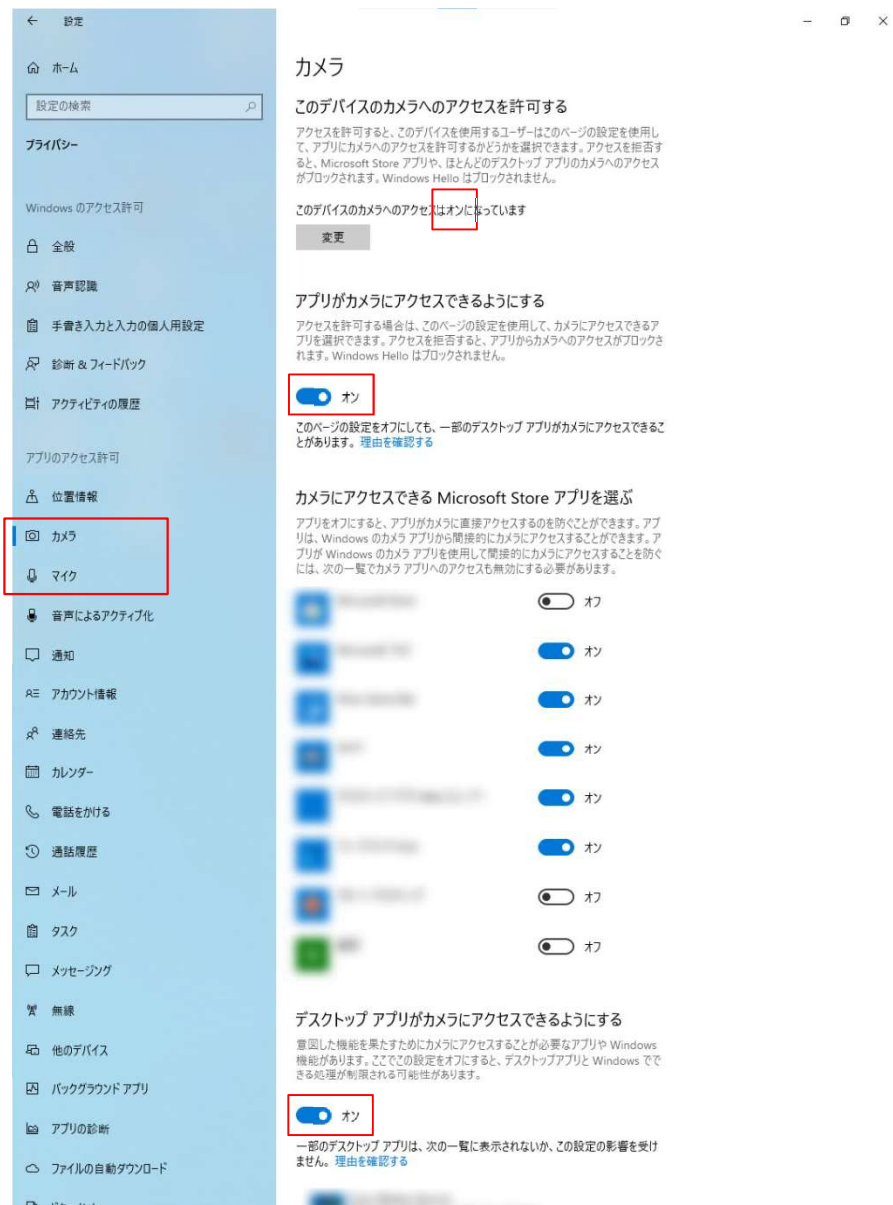 設定
ホーム
設定の検索
プライバシー
Windows のアクセス許可
全般
音声認識
手書き入力と入力の個人用設定
診断 & フィードバック
アクティビティの履歴
アプリのアクセス許可
位置情報
カメラ
マイク
音声によるアクティブ化
通知
アカウント情報
連絡先
カレンダー
電話をかける
通話履歴
メール
タスク
メッセージング
無線
他のデバイス
バックグラウンド アプリ
アプリの診断
ファイルの自動ダウンロード
カメラ
このデバイスのカメラへのアクセスを許可する
アクセスを許可すると、このデバイスを使用するユーザーはこのページの設定を使用し
て、アプリにカメラへのアクセスを許可するかどうかを選択できます。アクセスを拒否す
ると、Microsoft Store アプリや、ほとんどのデスクトップ アプリのカメラへのアクセス
がブロックされます。Windows Hello はブロックされません。
このデバイスのカメラへのアクセスはオンになっています
変更
アプリがカメラにアクセスできるようにする
アクセスを許可する場合は、このページの設定を使用して、カメラにアクセスできるア
プリを選択できます。アクセスを拒否すると、アプリからカメラへのアクセスがブロックさ
れます。Windows Hello はブロックされません。
オン
このページの設定をオフにしても、一部のデスクトップ アプリがカメラにアクセスできるこ
とがあります。理由を確認する
カメラにアクセスできる Microsoft Store アプリを選ぶ
アプリをオフにすると、アプリがカメラに直接アクセスするのを防ぐことができます。アプ
リは、Windows のカメラ アプリから間接的にカメラにアクセスすることができます。ア
プリが Windows のカメラ アプリを使用して間接的にカメラにアクセスすることを防ぐ
には、次の一覧でカメラ アプリへのアクセスも無効にする必要があります。
オフ
オン
オン
オン
オン
オン
オフ
オフ
デスクトップ アプリがカメラにアクセスできるようにする
意図した機能を果たすためにカメラにアクセスすることが必要なアプリや Windows
機能があります。ここでこの設定をオフにすると、デスクトップアプリと Windows でで
きる処理が制限される可能性があります。
オン
一部のデスクトップ アプリは、次の一覧に表示されないか、この設定の影響を受け
ません。理由を確認する